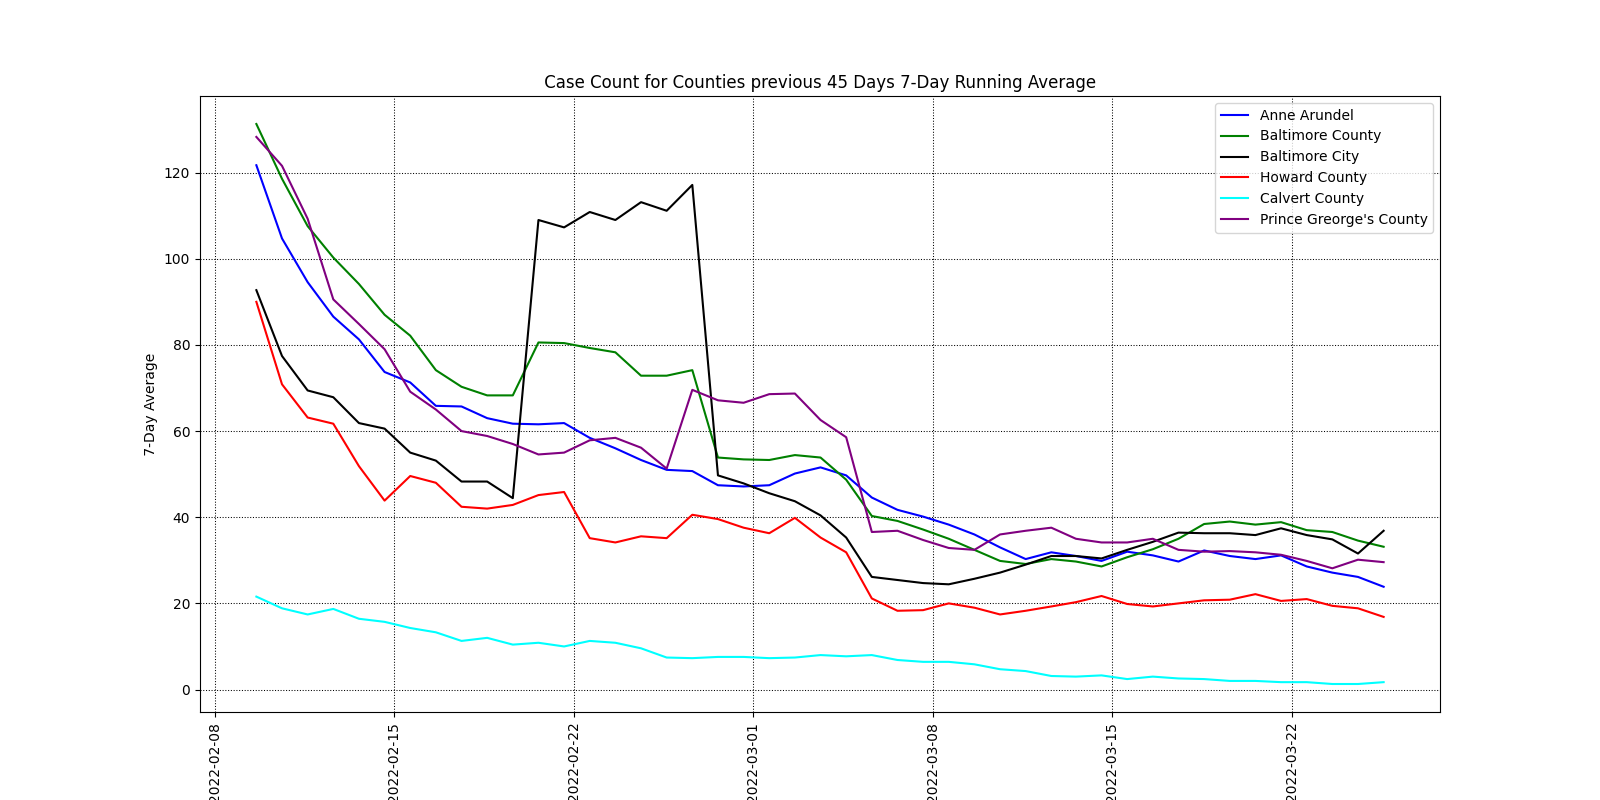 Case Count for Counties previous 45 Days 7-Day Running Average
Anne Arundel
Baltimore County
Baltimore City
Howard County
Calvert County
Prince Greorge's County
7-Day Average
120
100
80
60
40
20
0
2022-02-08
2022-02-15
2022-02-22
2022-03-01
2022-03-08
2022-03-15
2022-03-22